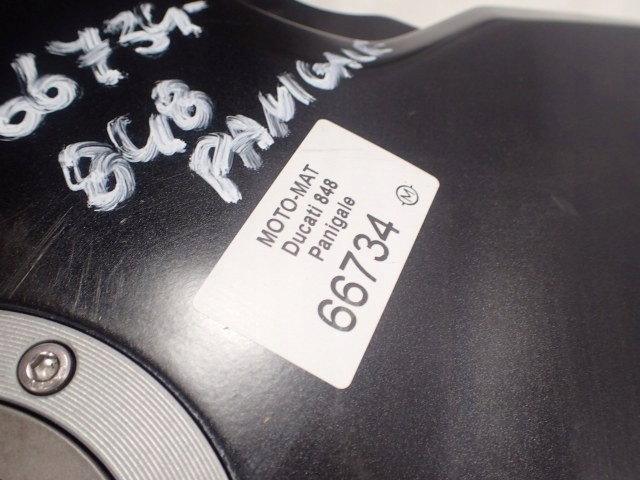 66734
848
PANIGALE
MOTO-MAT
Ducati 848
Panigale
66734
M